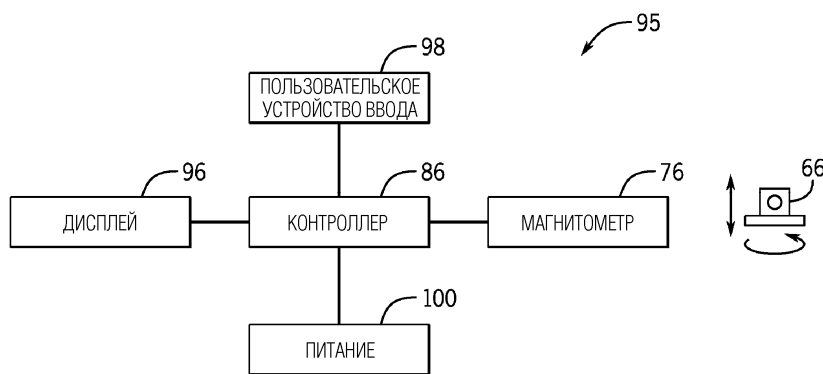 95
98
ПОЛЬЗОВАТЕЛЬСКОЕ
УСТРОЙСТВО ВВОДА
96
86
76
66
ДИСПЛЕЙ
КОНТРОЛЛЕР
МАГНИТОМЕТР
100
ПИТАНИЕ